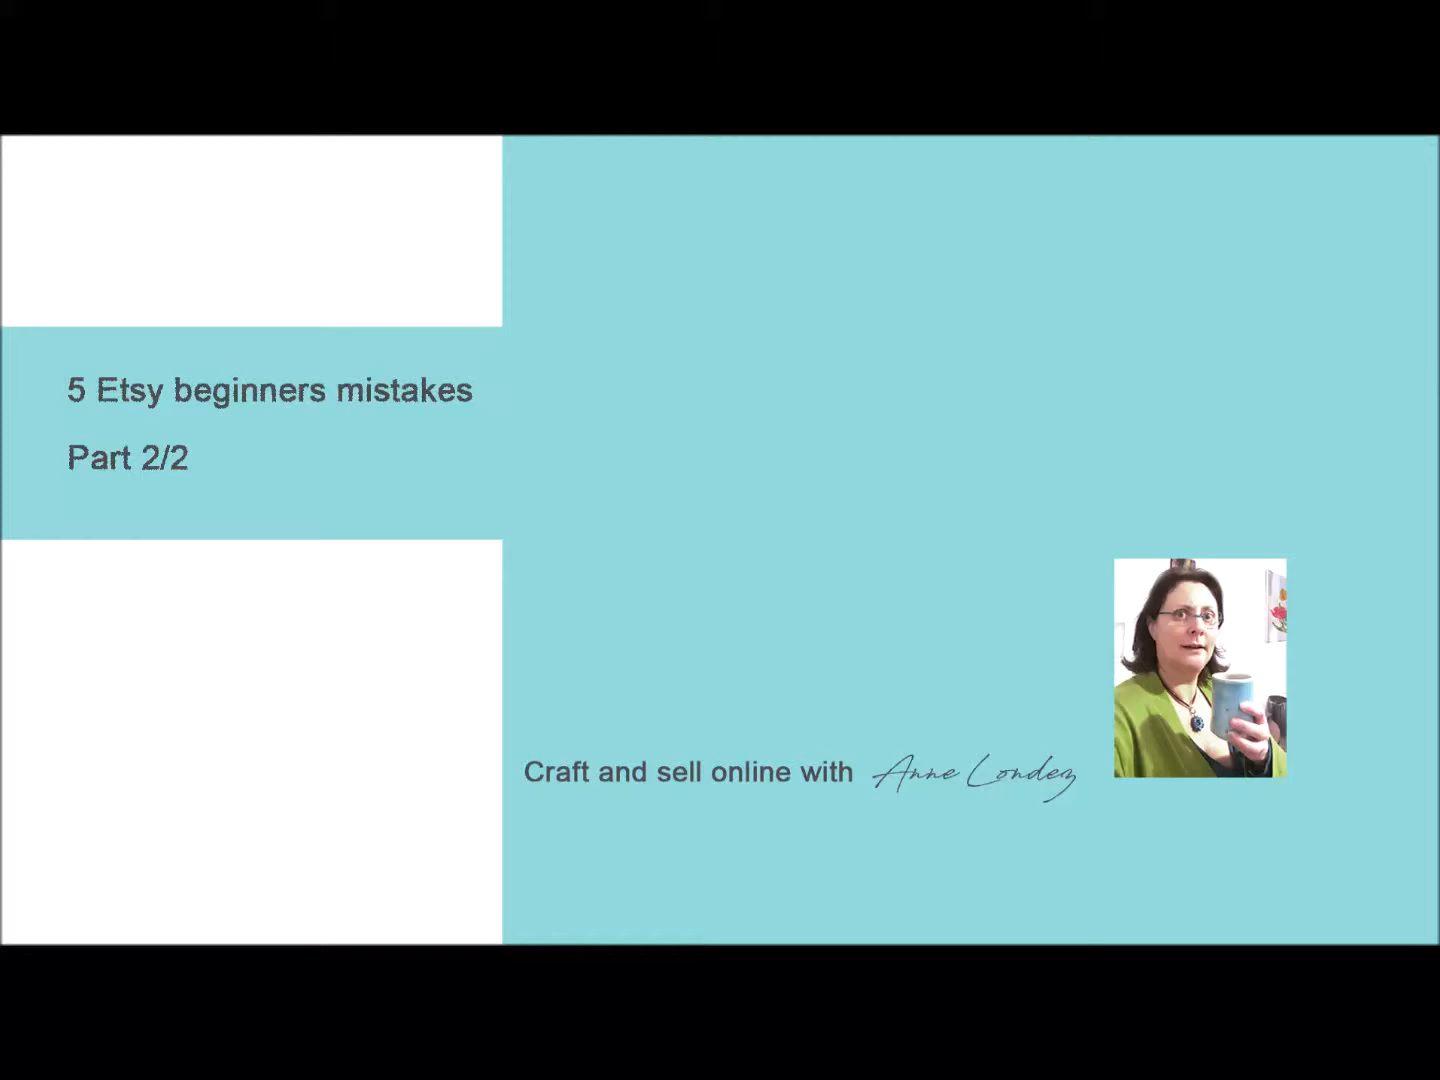 5 Etsy beginners mistakes
Part 2/2
Craft and sell online with Anne Londez